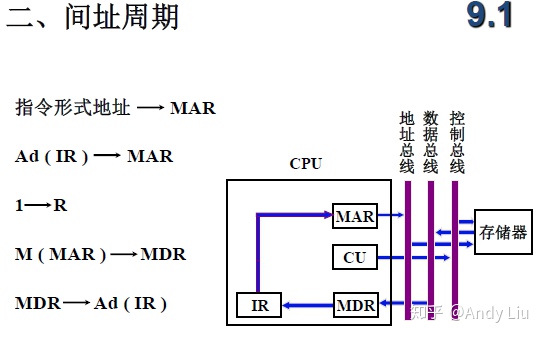 二、间址周期
9.1
指令形式地址 → MAR
Ad ( IR ) → MAR
1→R
M ( MAR ) → MDR
MDR → Ad ( IR )
CPU
地址总线
数据总线
控制总线
MAR
CU
存储器
IR
MDR
知乎 @Andy Liu